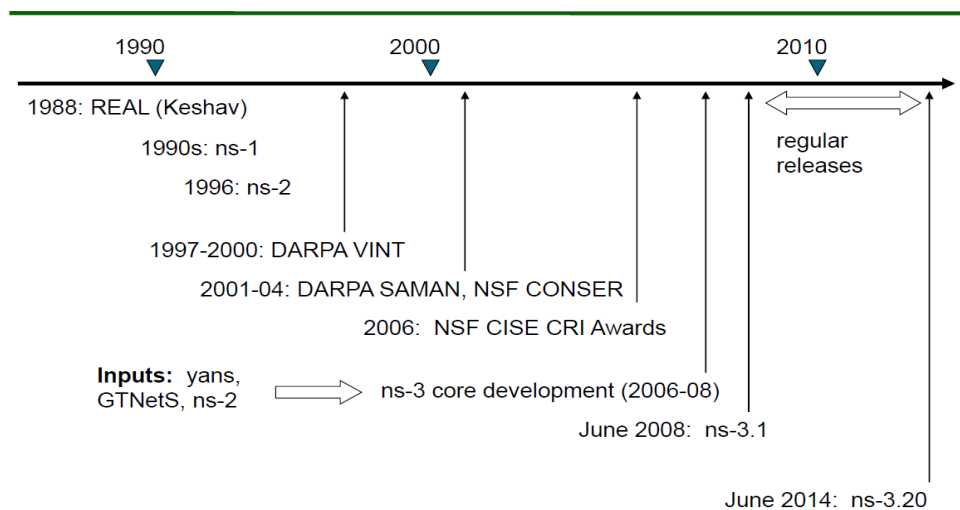 1990
2000
2010
1988: REAL (Keshav)
1990s: ns-1
regular
releases
1996: ns-2
1997-2000: DARPA VINT
2001-04: DARPA SAMAN, NSF CONSER
2006: NSF CISE CRI Awards
Inputs: yans,
GTNetS, ns-2
ns-3 core development (2006-08)
June 2008: ns-3.1
June 2014: ns-3.20